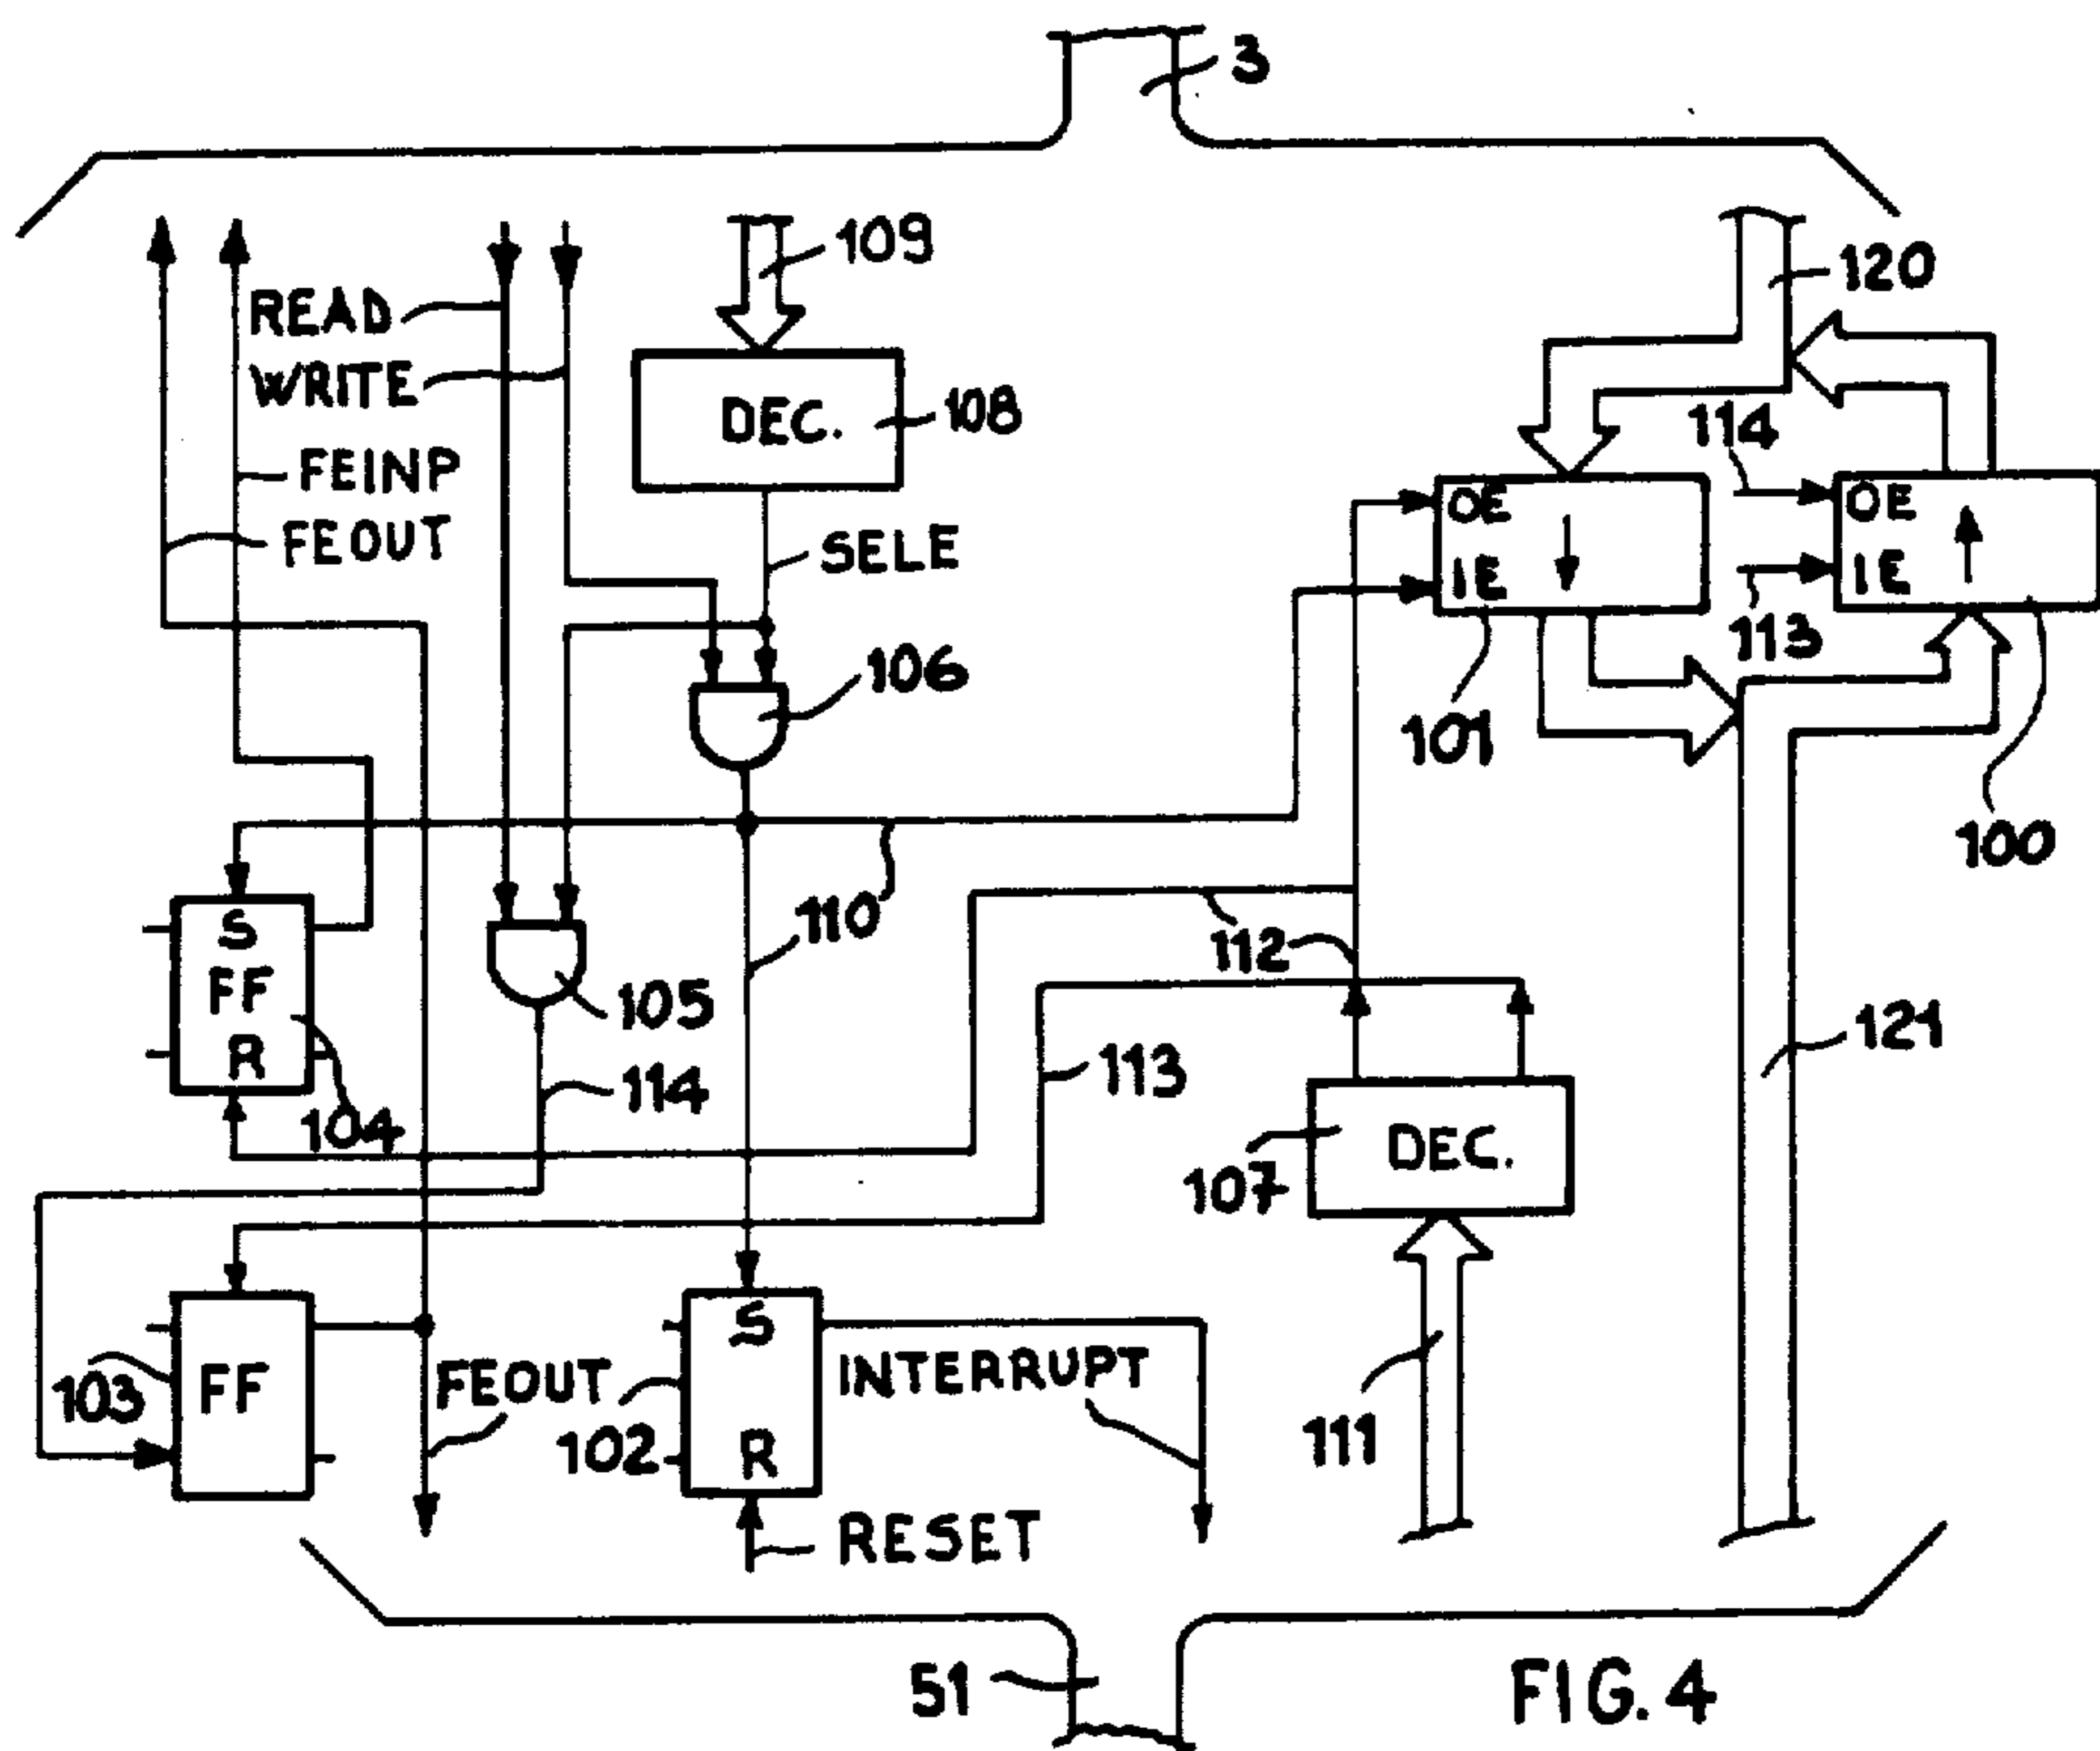 3
109
120
READ
WRITE
DEC.
108
114
FEINP
OE
OE
FEOUT
SELE
IE
IE
113
106
101
100
110
S
FF
R
112
105
121
114
113
104
DEC.
107
S
FF
FEOUT
INTERRUPT
103
102
R
111
RESET
51
FIG. 4